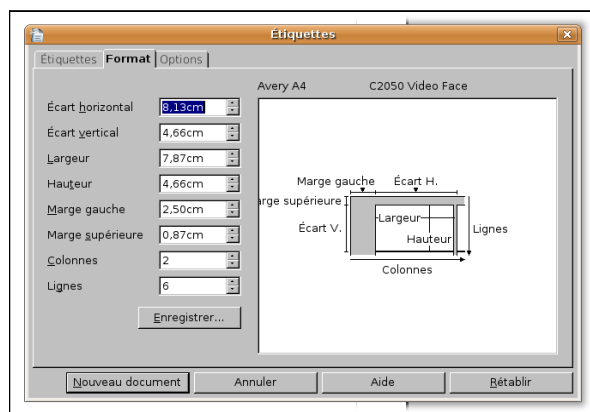 Étiquettes
Étiquettes Format Options
Avery A4 C2050 Video Face
Écart horizontal 8,13cm
Écart vertical 4,66cm
Largeur 7,87cm
Hauteur 4,66cm
Marge gauche 2,50cm
Marge supérieure 0,87cm
Colonnes 2
Lignes 6
Enregistrer...
Marge gauche Écart H.
arge supérieure
Écart V. Largeur Lignes
Hauteur
Colonnes
Nouveau document Annuler Aide Rétablir